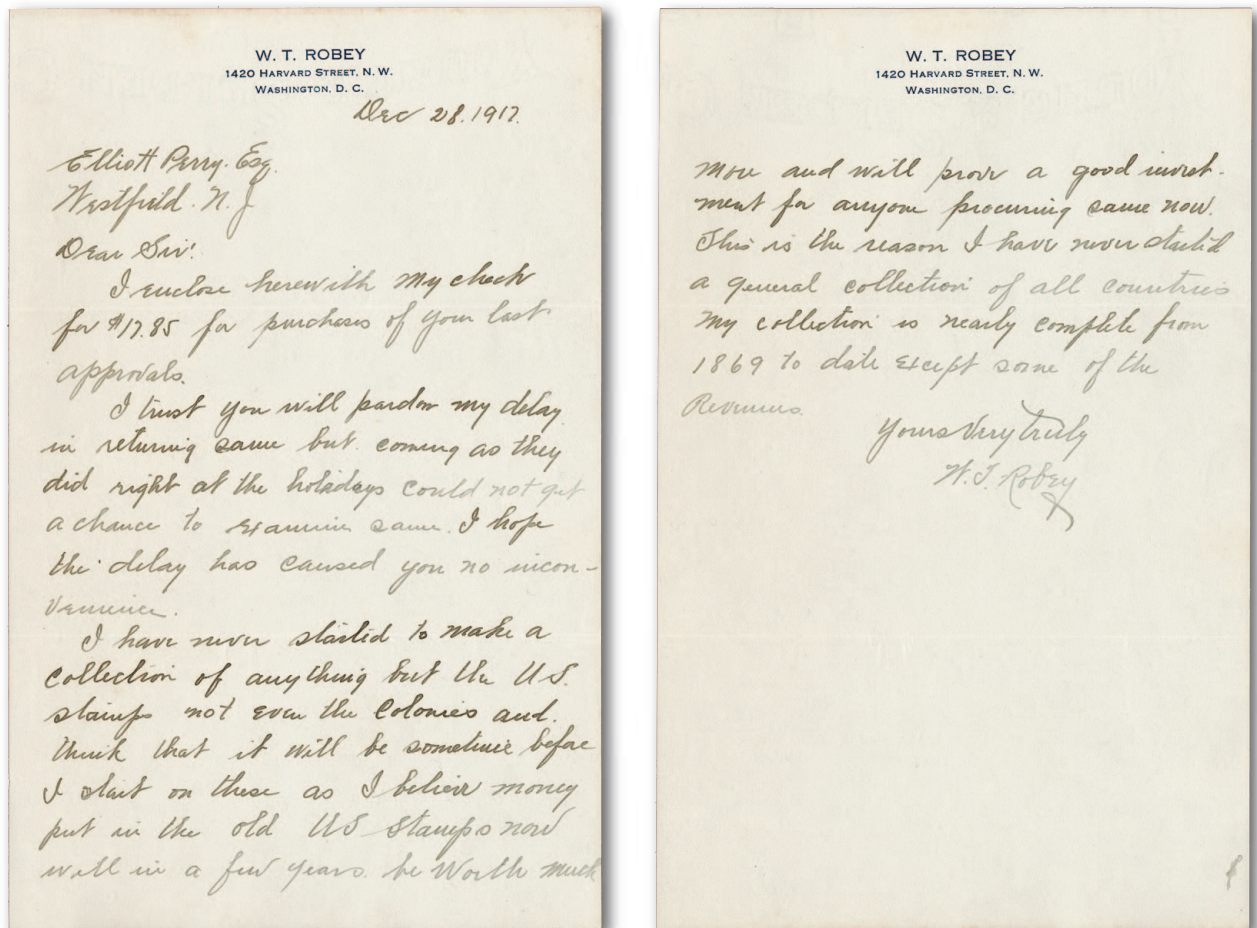 W. T. ROBEY
1420 HARVARD STREET, N. W.
WASHINGTON, D. C.
Dec 28. 1917.
Elliott Perry. Esq.
Westfield. N. J
Dear Sir:
I enclose herewith my check
for $17.85 for purchases of your last
approvals.
I trust you will pardon my delay
in returning same but coming as they
did right at the holidays could not get
a chance to examine same. I hope
the delay has caused you no incon-
venience.
I have never started to make a
collection of anything but the U.S.
stamps not even the Colonies and.
think that it will be sometime before
I start on these as I believe money
put in the old US Stamps now
will in a few years. be Worth much
W. T. ROBEY
1420 HARVARD STREET, N. W.
WASHINGTON, D. C.
more and will prove a good invest-
ment for anyone procuring same now.
This is the reason I have never started
a general collection of all countries
My collection is nearly complete from
1869 to date except some of the
Revenues.
Yours Very Truly
W. T. Robey